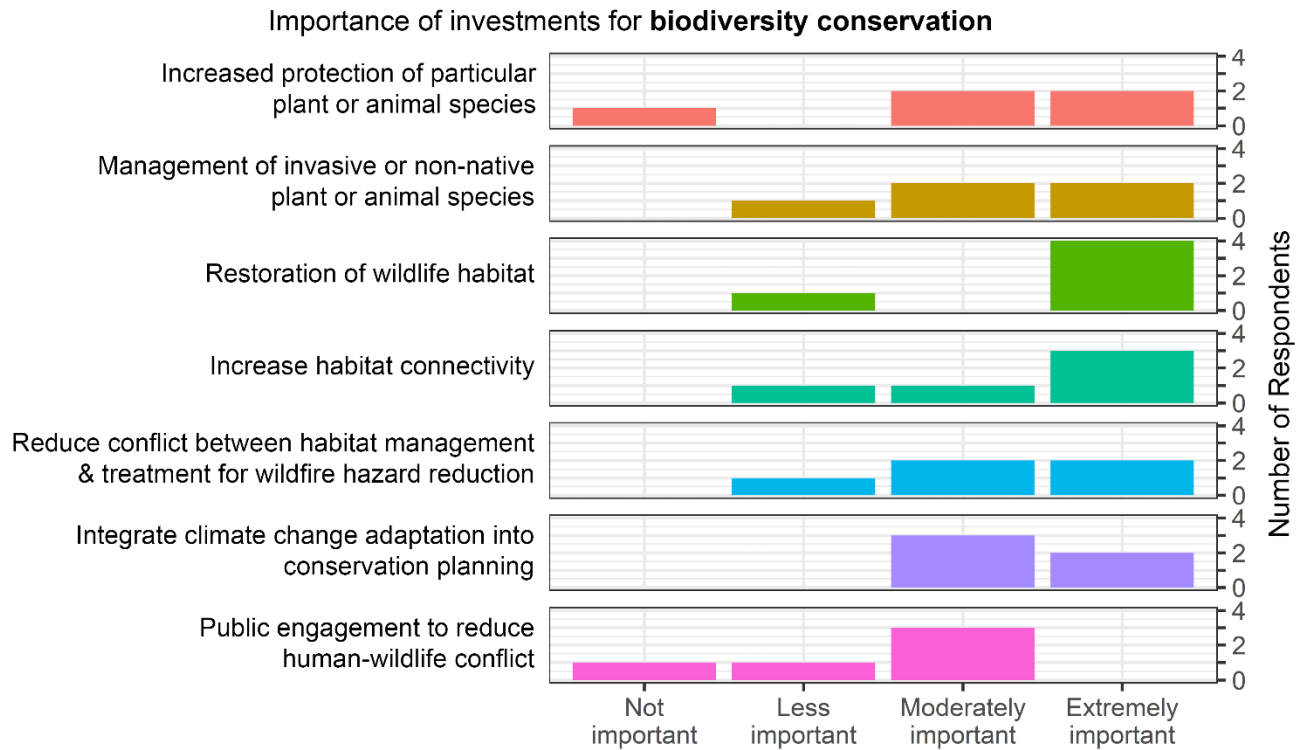 Importance of investments for biodiversity conservation
Increased protection of particular
plant or animal species
4
2
0
Management of invasive or non-native
plant or animal species
4
2
0
Restoration of wildlife habitat
4
2
0
Increase habitat connectivity
4
2
0
Reduce conflict between habitat management
& treatment for wildfire hazard reduction
4
2
0
Integrate climate change adaptation into
conservation planning
4
2
0
Public engagement to reduce
human-wildlife conflict
4
2
0
Number of Respondents
Not
important
Less
important
Moderately
important
Extremely
important